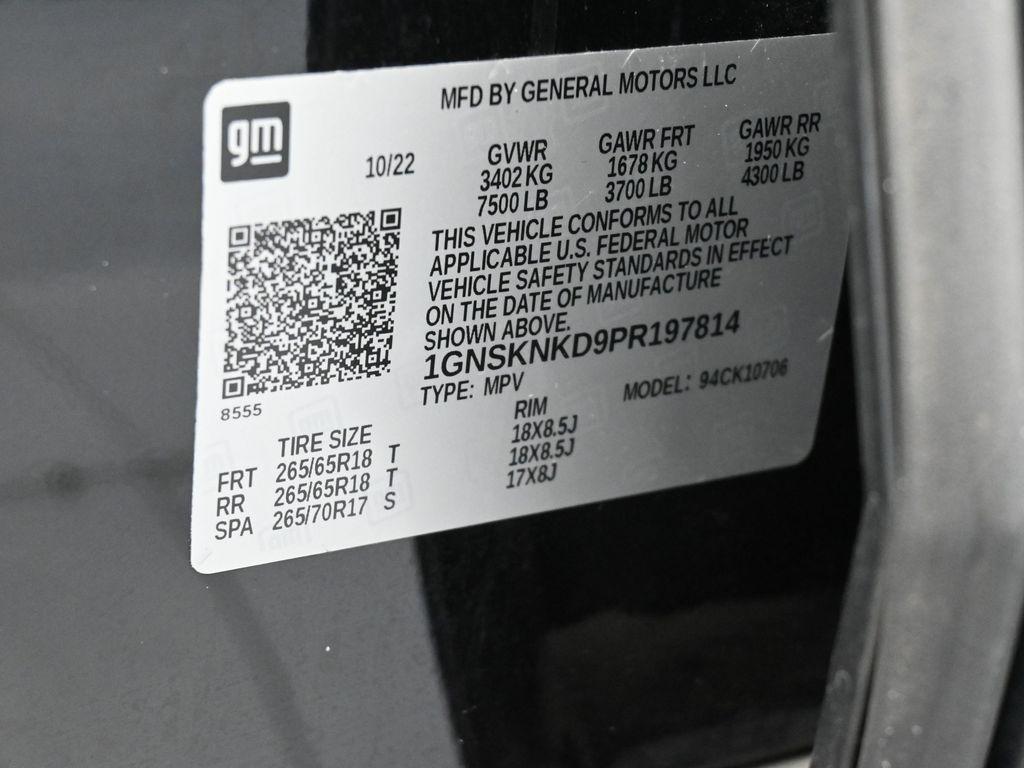 gm
MFD BY GENERAL MOTORS LLC
10/22
GVWR
3402 KG
7500 LB
GAWR FRT
1678 KG
3700 LB
GAWR RR
1950 KG
4300 LB
THIS VEHICLE CONFORMS TO ALL
APPLICABLE U.S. FEDERAL MOTOR
VEHICLE SAFETY STANDARDS IN EFFECT
ON THE DATE OF MANUFACTURE
SHOWN ABOVE.
1GNSKNKD9PR197814
TYPE: MPV
MODEL: 94CK10706
8555
TIRE SIZE RIM
FRT 265/65R18 T 18X8.5J
RR 265/65R18 T 18X8.5J
SPA 265/70R17 S 17X8J